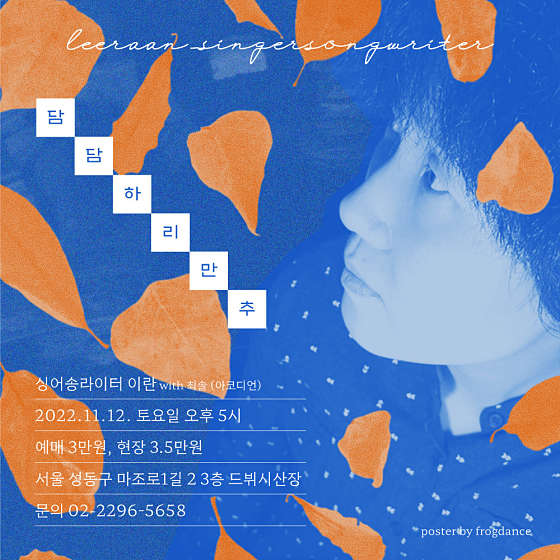 leeraan_singersongwriter
담
담
하
리
만
추
싱어송라이터 이란 with 최솔 (아코디언)
2022.11.12. 토요일 오후 5시
예매 3만원, 현장 3.5만원
서울 성동구 마조로1길 2 3층 드뷔시산장
문의 02-2296-5658
poster by frogdance